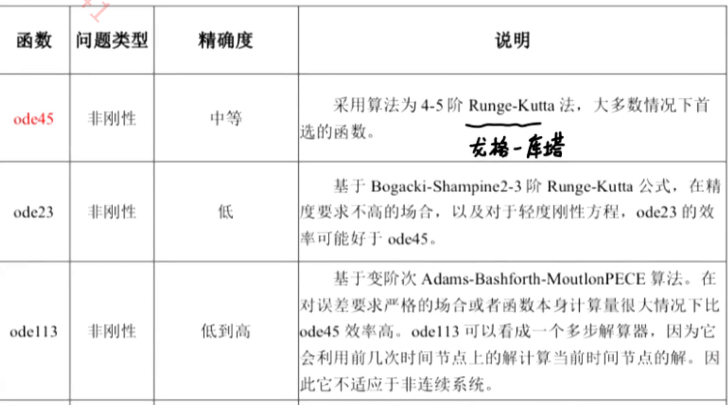 41
函数 问题类型 精确度 说明
ode45 非刚性 中等 采用算法为 4-5 阶 Runge-Kutta 法，大多数情况下首
选的函数。
龙格-库塔
ode23 非刚性 低 基于 Bogacki-Shampine2-3 阶 Runge-Kutta 公式，在精
度要求不高的场合，以及对于轻度刚性方程，ode23 的效
率可能好于 ode45。
ode113 非刚性 低到高 基于变阶次 Adams-Bashforth-MoutlonPECE 算法。在
对误差要求严格的场合或者函数本身计算量很大情况下比
ode45 效率高。ode113 可以看成一个多步解算器，因为它
会利用前几次时间节点上的解计算当前时间节点的解。因
此它不适应于非连续系统。